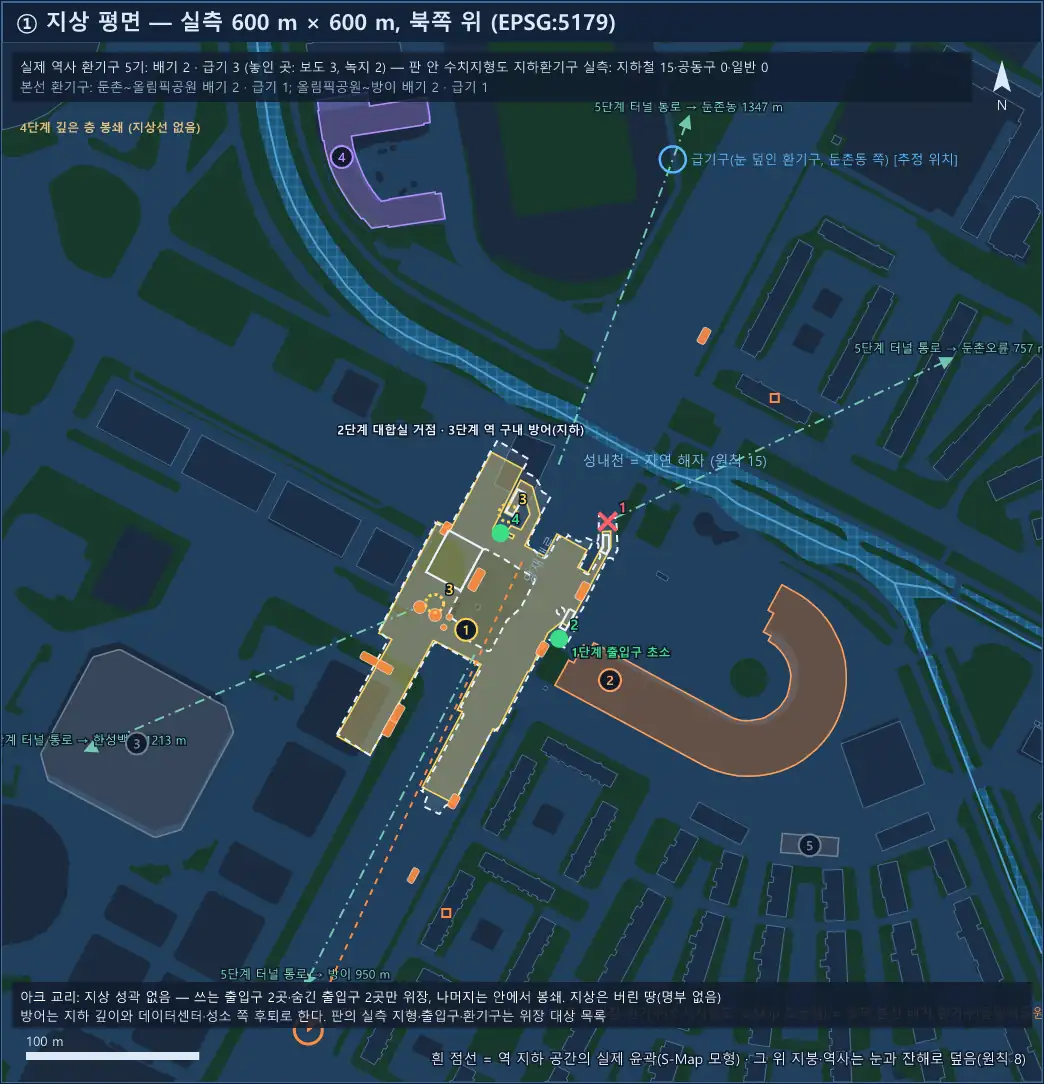 ① 지상 평면 — 실측 600 m × 600 m, 북쪽 위 (EPSG:5179)
실제 역사 환기구 5기: 배기 2 · 급기 3 (놓인 곳: 보도 3, 녹지 2) — 판 안 수치지형도 지하환기구 실측: 지하철 15·공동구 0·일반 0
본선 환기구: 둔촌~올림픽공원 배기 2 · 급기 1; 올림픽공원~방이 배기 2 · 급기 1
N
5단계 터널 통로 → 둔촌동 1347 m
4단계 깊은 층 봉쇄 (지상선 없음)
4
급기구(눈 덮인 환기구, 둔촌동 쪽) [추정 위치]
5단계 터널 통로 → 둔촌오륜 757 m
2단계 대합실 거점 · 3단계 역 구내 방어(지하)
성내천 = 자연 해자 (원칙 15)
3
1
4
3
1
2
1단계 출입구 초소
2
계 터널 통로 → 한성백
3
1213 m
5
5단계 터널 통로 → 방이 950 m
아크 교리: 지상 성곽 없음 — 쓰는 출입구 2곳·숨긴 출입구 2곳만 위장, 나머지는 안에서 봉쇄. 지상은 버린 땅(명부 없음)
방어는 지하 깊이와 데이터센터·성소 쪽 후퇴로 한다. 판의 실측 지형·출입구·환기구는 위장 대상 목록
100 m
흰 점선 = 역 지하 공간의 실제 윤곽(S-Map 모형) · 그 위 지붕·역사는 눈과 잔해로 덮음(원칙 8)